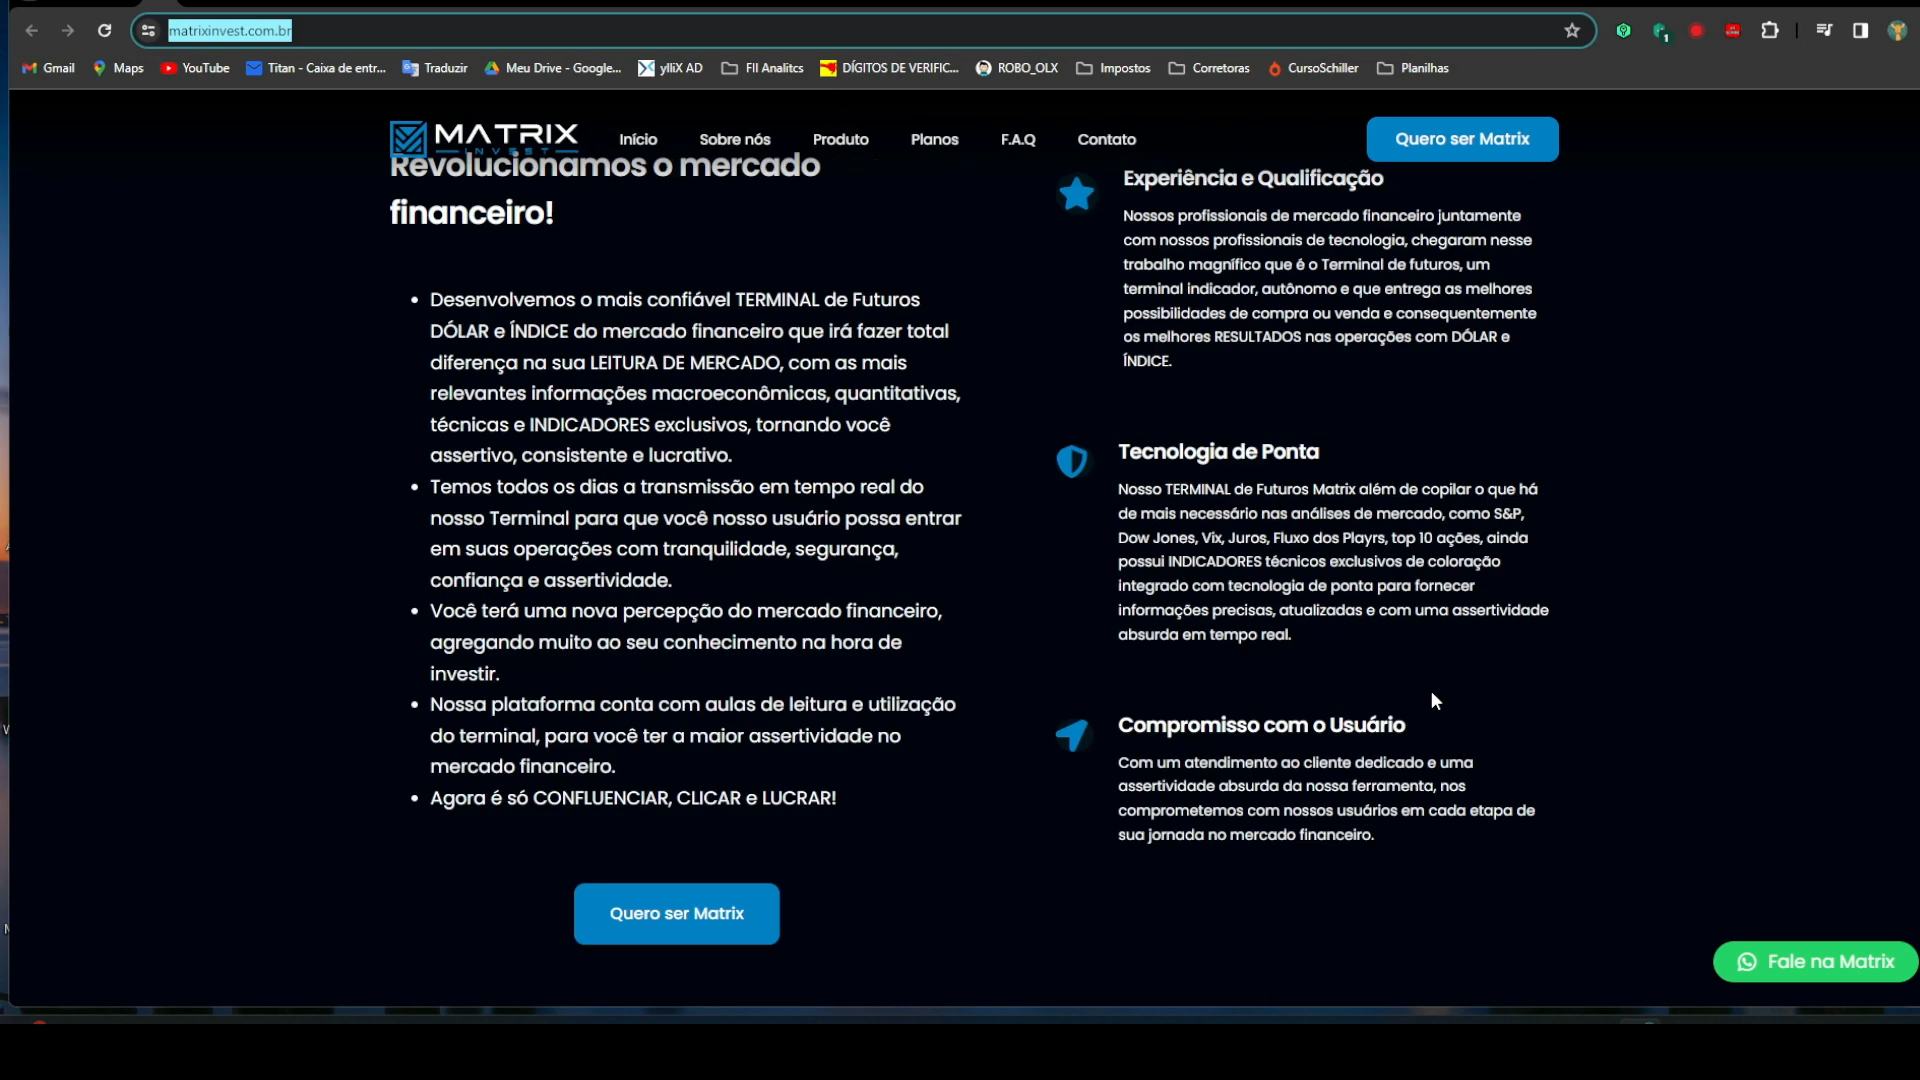 matrixinvest.com.br
Gmail
Maps
YouTube
Titan - Caixa de entr...
Traduzir
Meu Drive - Google...
ylliX AD
FII Analitcs
DÍGITOS DE VERIFIC...
ROBO_OLX
Impostos
Corretoras
CursoSchiller
Planilhas
MATRIX
INVEST
Início
Sobre nós
Produto
Planos
F.A.Q
Contato
Quero ser Matrix
Revolucionamos o mercado
financeiro!
• Desenvolvemos o mais confiável TERMINAL de Futuros
DÓLAR e ÍNDICE do mercado financeiro que irá fazer total
diferença na sua LEITURA DE MERCADO, com as mais
relevantes informações macroeconômicas, quantitativas,
técnicas e INDICADORES exclusivos, tornando você
assertivo, consistente e lucrativo.
• Temos todos os dias a transmissão em tempo real do
nosso Terminal para que você nosso usuário possa entrar
em suas operações com tranquilidade, segurança,
confiança e assertividade.
• Você terá uma nova percepção do mercado financeiro,
agregando muito ao seu conhecimento na hora de
investir.
• Nossa plataforma conta com aulas de leitura e utilização
do terminal, para você ter a maior assertividade no
mercado financeiro.
• Agora é só CONFLUENCIAR, CLICAR e LUCRAR!
Quero ser Matrix
Experiência e Qualificação
Nossos profissionais de mercado financeiro juntamente
com nossos profissionais de tecnologia, chegaram nesse
trabalho magnífico que é o Terminal de futuros, um
terminal indicador, autônomo e que entrega as melhores
possibilidades de compra ou venda e consequentemente
os melhores RESULTADOS nas operações com DÓLAR e
ÍNDICE.
Tecnologia de Ponta
Nosso TERMINAL de Futuros Matrix além de copilar o que há
de mais necessário nas análises de mercado, como S&P,
Dow Jones, Vix, Juros, Fluxo dos Playrs, top 10 ações, ainda
possui INDICADORES técnicos exclusivos de coloração
integrado com tecnologia de ponta para fornecer
informações precisas, atualizadas e com uma assertividade
absurda em tempo real.
Compromisso com o Usuário
Com um atendimento ao cliente dedicado e uma
assertividade absurda da nossa ferramenta, nos
comprometemos com nossos usuários em cada etapa de
sua jornada no mercado financeiro.
Fale na Matrix